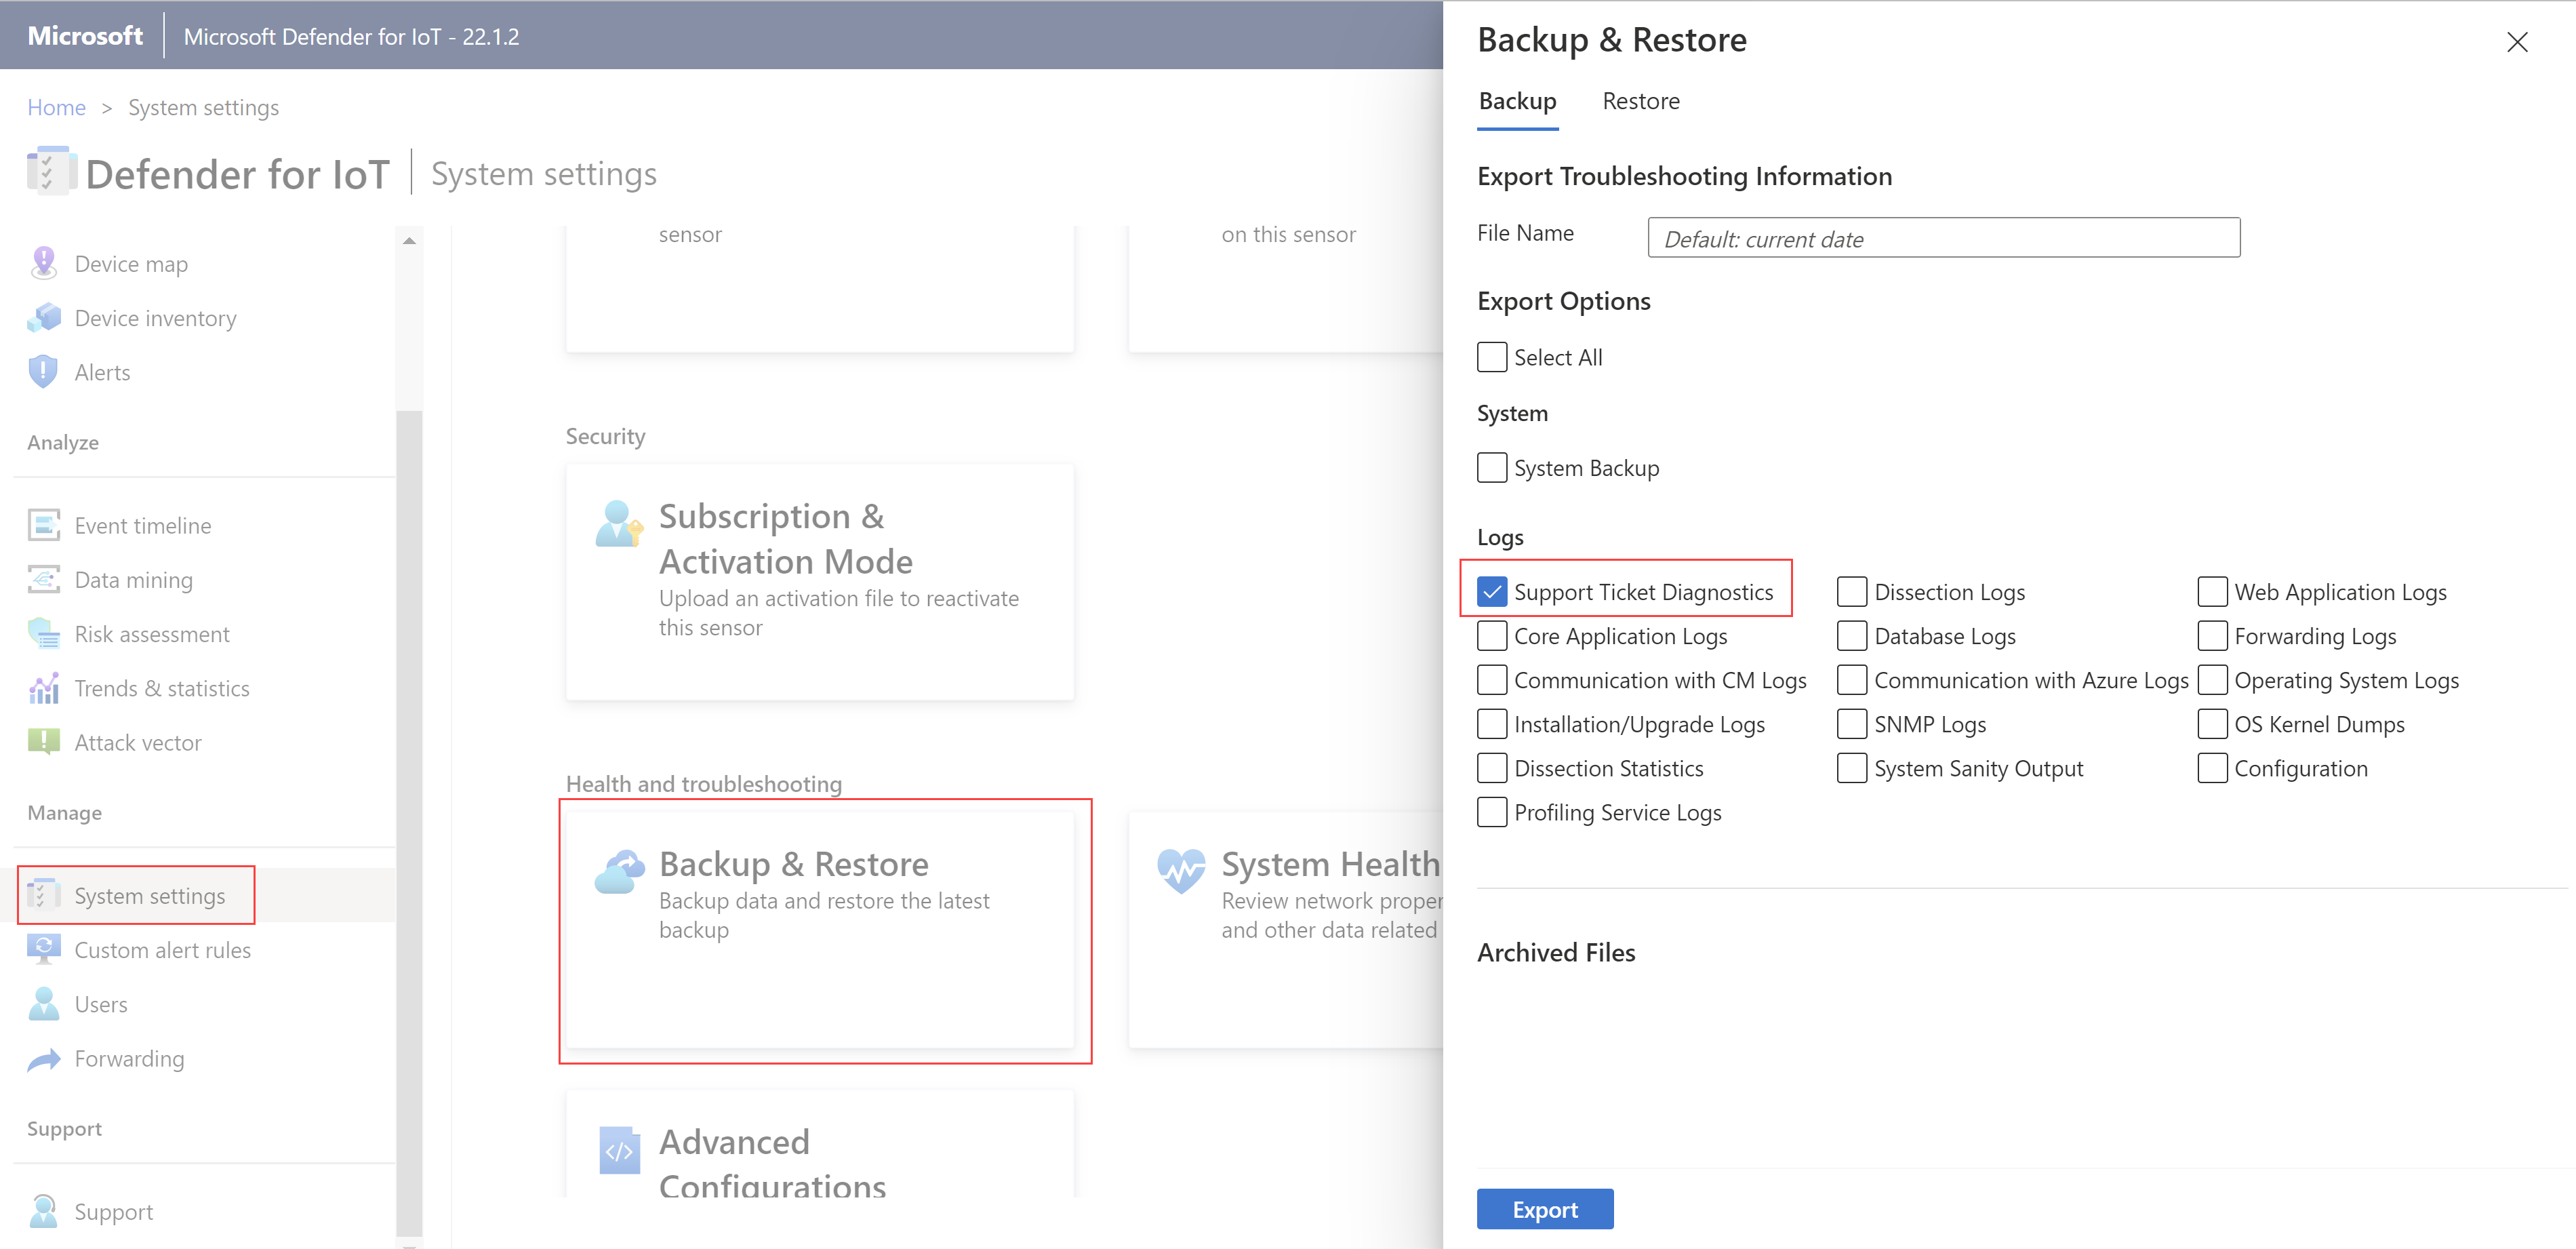 Microsoft
Microsoft Defender for IoT - 22.1.2
Home > System settings
Defender for IoT
System settings
Device map
Device inventory
Alerts
Analyze
Event timeline
Data mining
Risk assessment
Trends & statistics
Attack vector
Manage
System settings
Custom alert rules
Users
Forwarding
Support
Support
sensor
on this sensor
Security
Subscription &
Activation Mode
Upload an activation file to reactivate
this sensor
Health and troubleshooting
Backup & Restore
Backup data and restore the latest
backup
System Health
Review network proper
and other data related
Advanced
Configurations
Backup & Restore
Backup Restore
Export Troubleshooting Information
File Name Default: current date
Export Options
Select All
System
System Backup
Logs
Support Ticket Diagnostics Dissection Logs Web Application Logs
Core Application Logs Database Logs Forwarding Logs
Communication with CM Logs Communication with Azure Logs Operating System Logs
Installation/Upgrade Logs SNMP Logs OS Kernel Dumps
Dissection Statistics System Sanity Output Configuration
Profiling Service Logs
Archived Files
Export